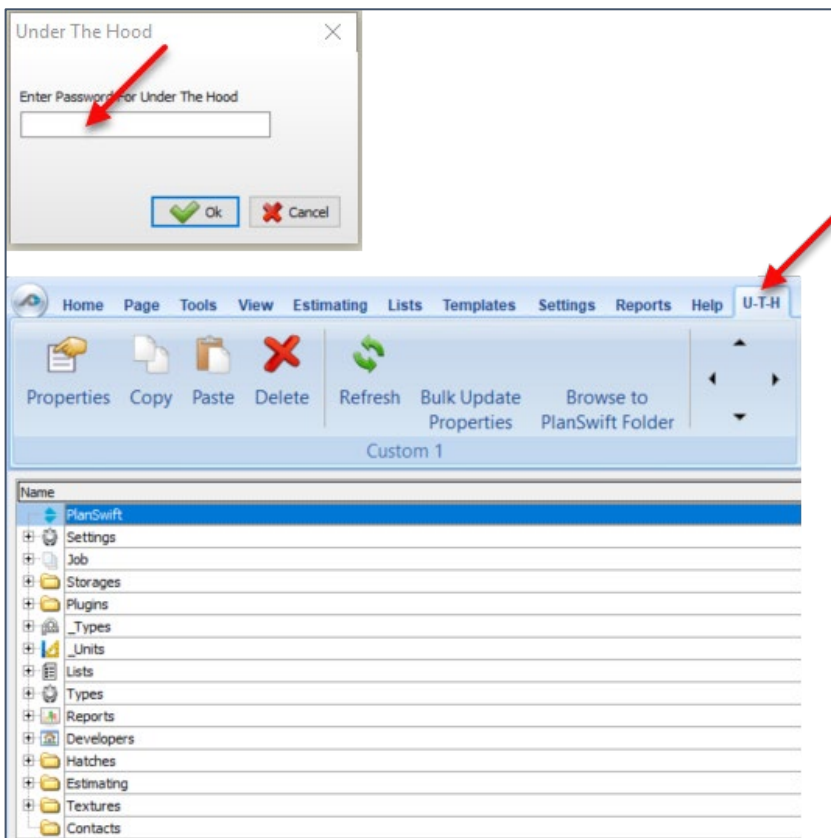 Under The Hood
Enter Password For Under The Hood
Ok Cancel
Home Page Tools View Estimating Lists Templates Settings Reports Help U-T-H
Properties Copy Paste Delete Refresh Bulk Update Properties Browse to PlanSwift Folder
Custom 1
Name
PlanSwift
Settings
Job
Storages
Plugins
_Types
_Units
Lists
Types
Reports
Developers
Hatches
Estimating
Textures
Contacts